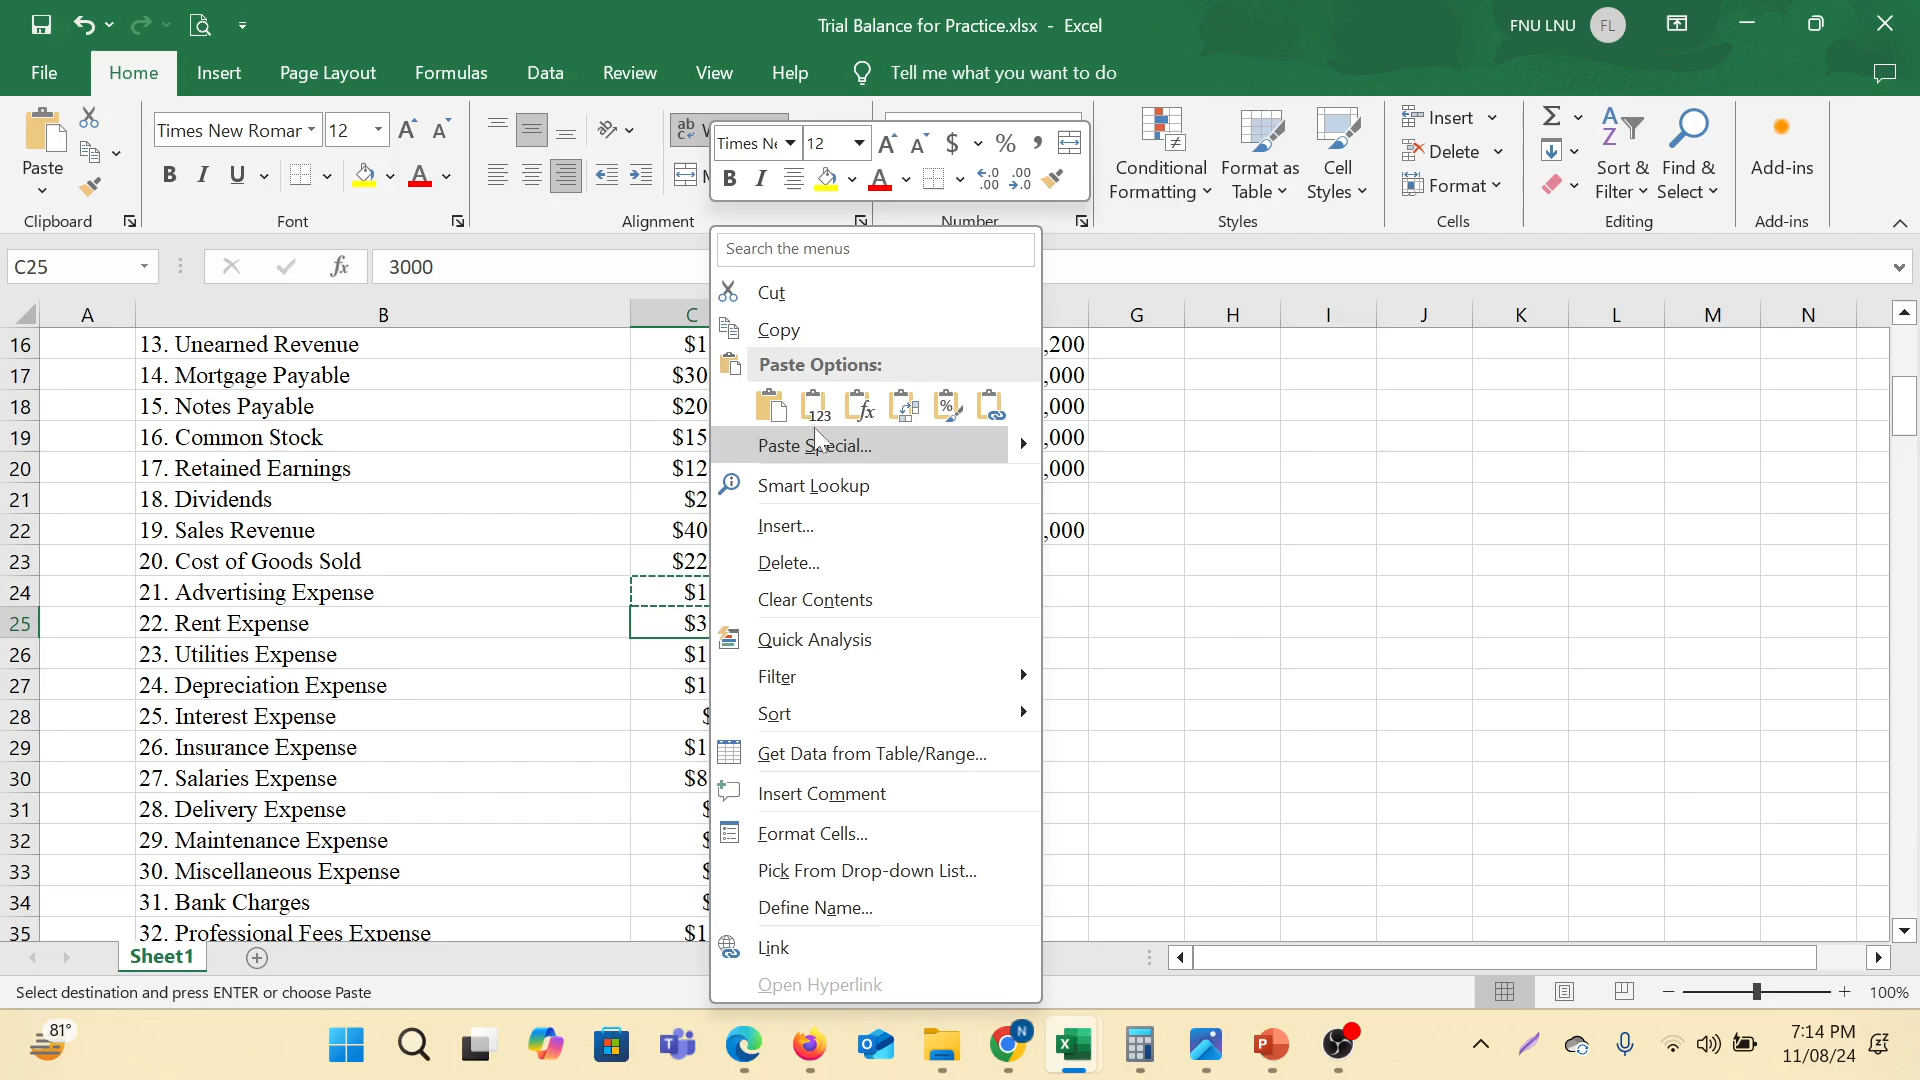 Trial Balance for Practice.xlsx - Excel
FNU LNU FL
File Home Insert Page Layout Formulas Data Review View Help Tell me what you want to do
Paste
Clipboard
Times New Romar 12
B I U
Font
Alignment
Number
Conditional Formatting
Format as Table
Cell Styles
Styles
Insert
Delete
Format
Cells
Sort & Filter
Find & Select
Editing
Add-ins
Add-ins
Times Ne 12
$ % ,
B I A
C25
fx 3000
A B C G H I J K L M N
16 13. Unearned Revenue $1 ,200
17 14. Mortgage Payable $30 ,000
18 15. Notes Payable $20 ,000
19 16. Common Stock $15 ,000
20 17. Retained Earnings $12 ,000
21 18. Dividends $2
22 19. Sales Revenue $40 ,000
23 20. Cost of Goods Sold $22
24 21. Advertising Expense $1
25 22. Rent Expense $3
26 23. Utilities Expense $1
27 24. Depreciation Expense $1
28 25. Interest Expense $
29 26. Insurance Expense $1
30 27. Salaries Expense $8
31 28. Delivery Expense $
32 29. Maintenance Expense $
33 30. Miscellaneous Expense $
34 31. Bank Charges $
35 32. Professional Fees Expense $1
Search the menus
Cut
Copy
Paste Options:
Paste Special...
Smart Lookup
Insert...
Delete...
Clear Contents
Quick Analysis
Filter
Sort
Get Data from Table/Range...
Insert Comment
Format Cells...
Pick From Drop-down List...
Define Name...
Link
Open Hyperlink
Sheet1
Select destination and press ENTER or choose Paste
100%
81°
7:14 PM
11/08/24